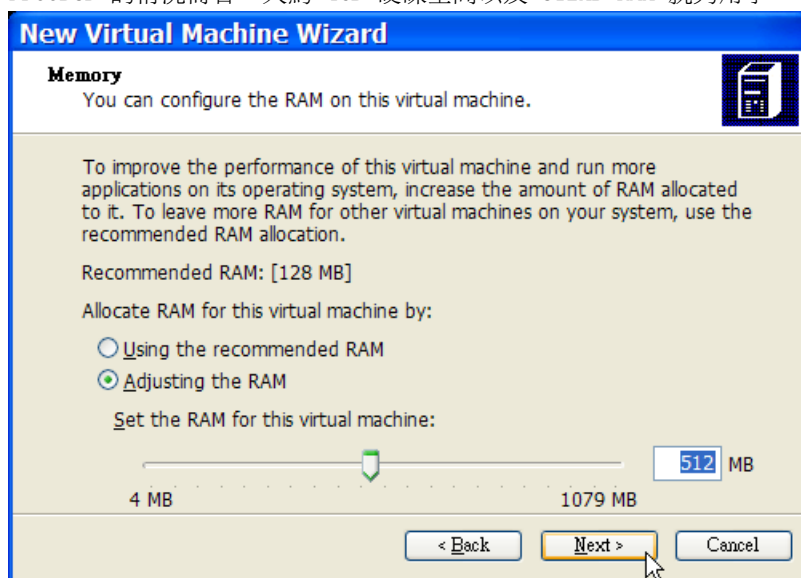 New Virtual Machine Wizard
Memory
You can configure the RAM on this virtual machine.
To improve the performance of this virtual machine and run more
applications on its operating system, increase the amount of RAM allocated
to it. To leave more RAM for other virtual machines on your system, use the
recommended RAM allocation.
Recommended RAM: [128 MB]
Allocate RAM for this virtual machine by:
Using the recommended RAM
Adjusting the RAM
Set the RAM for this virtual machine:
512 MB
4 MB 1079 MB
< Back Next > Cancel